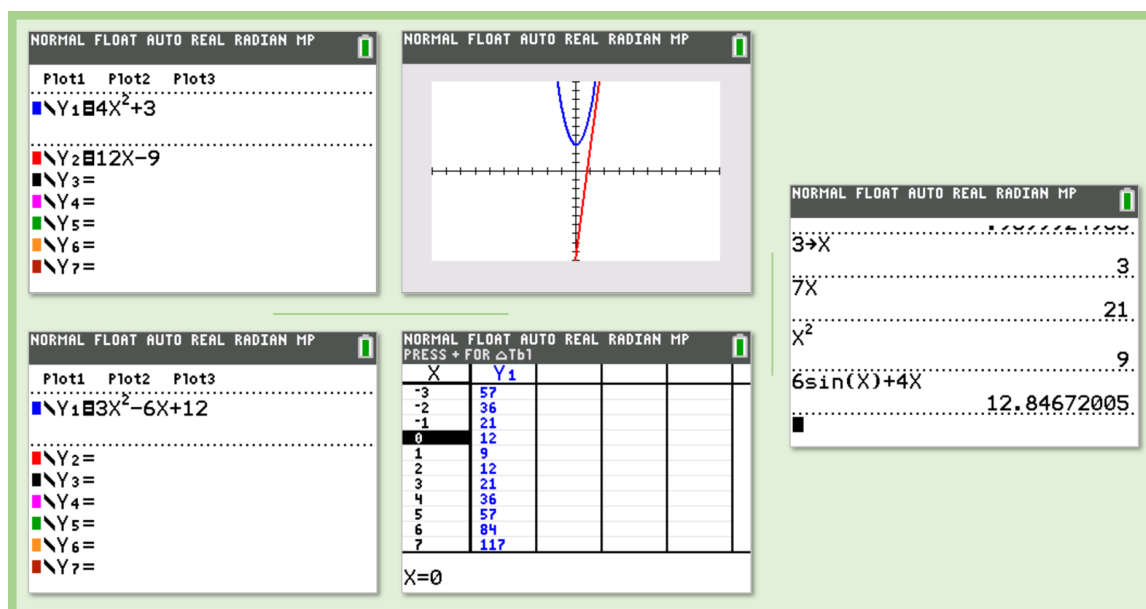 NORMAL FLOAT AUTO REAL RADIAN MP
Plot1 Plot2 Plot3
\Y1=4X²+3
\Y2=12X-9
\Y3=
\Y4=
\Y5=
\Y6=
\Y7=
NORMAL FLOAT AUTO REAL RADIAN MP
NORMAL FLOAT AUTO REAL RADIAN MP
Plot1 Plot2 Plot3
\Y1=3X²-6X+12
\Y2=
\Y3=
\Y4=
\Y5=
\Y6=
\Y7=
NORMAL FLOAT AUTO REAL RADIAN MP
PRESS + FOR △Tbl
X Y1
-3 57
-2 36
-1 21
0 12
1 9
2 12
3 21
4 36
5 57
6 84
7 117
X=0
NORMAL FLOAT AUTO REAL RADIAN MP
3→X
3
7X
21
X²
9
6sin(X)+4X
12.84672005